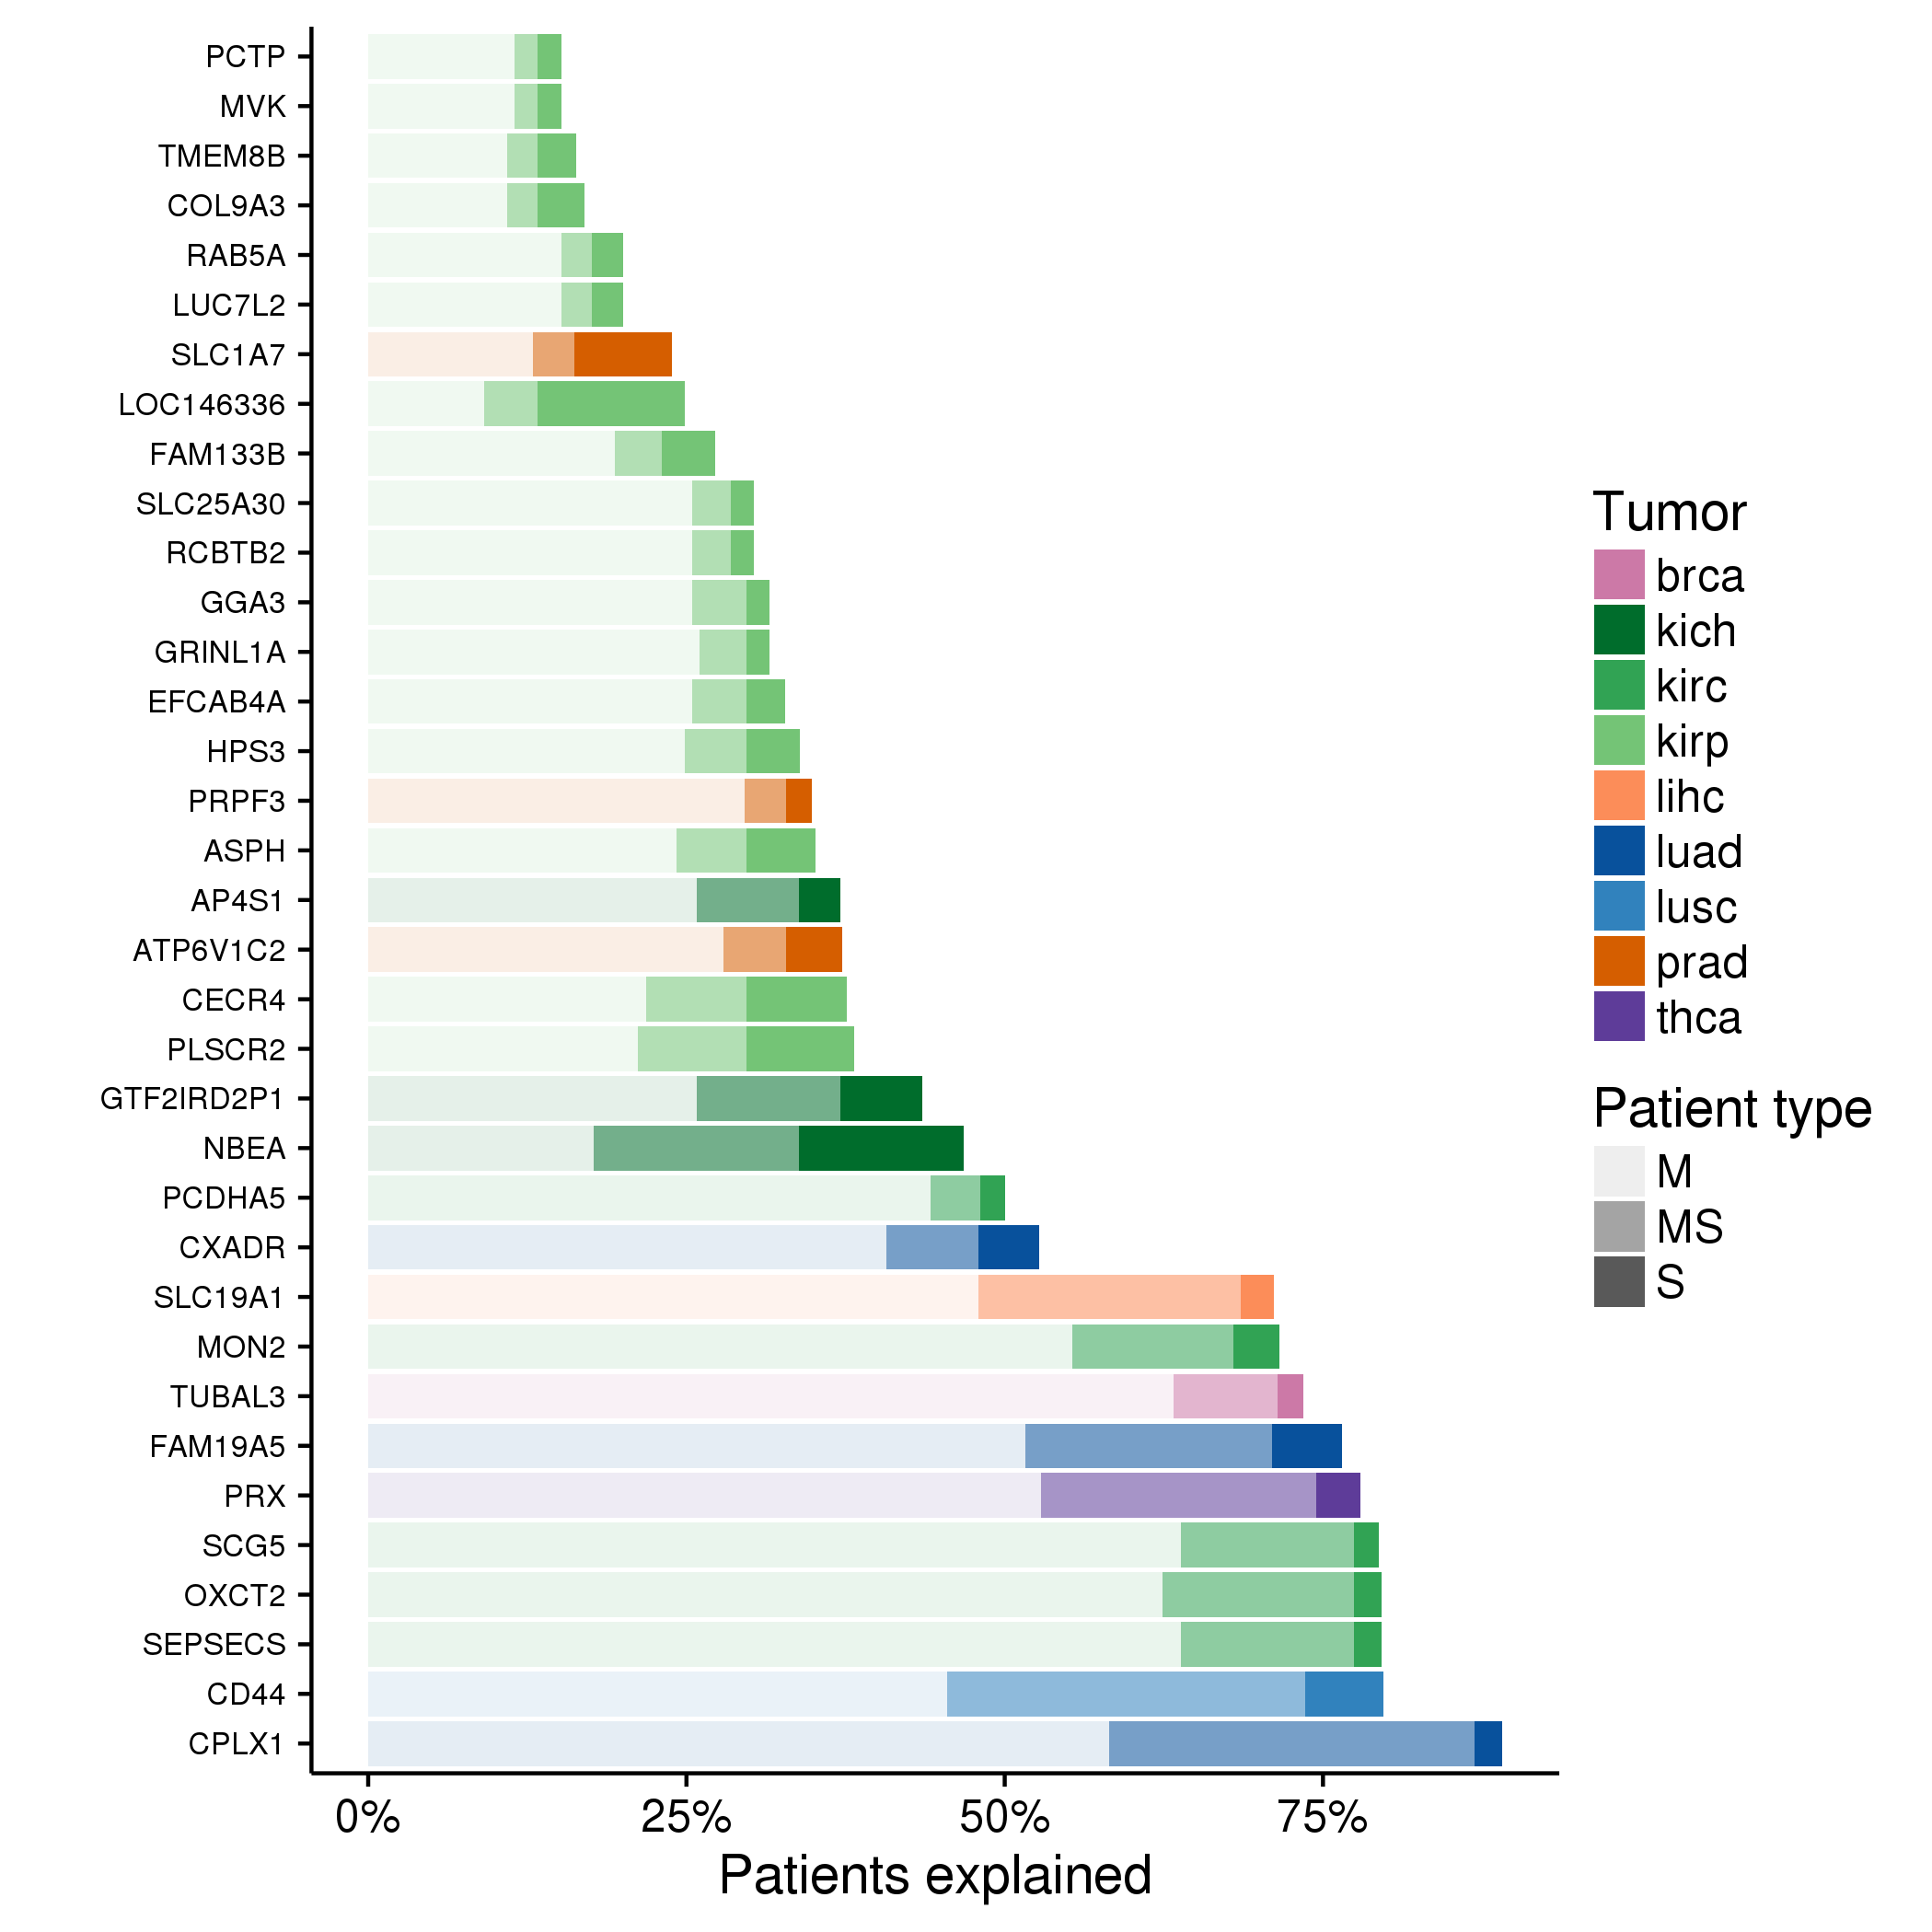 PCTP
MVK
TMEM8B
COL9A3
RAB5A
LUC7L2
SLC1A7
LOC146336
FAM133B
SLC25A30
RCBTB2
GGA3
GRINL1A
EFCAB4A
HPS3
PRPF3
ASPH
AP4S1
ATP6V1C2
CECR4
PLSCR2
GTF2IRD2P1
NBEA
PCDHA5
CXADR
SLC19A1
MON2
TUBAL3
FAM19A5
PRX
SCG5
OXCT2
SEPSECS
CD44
CPLX1
0% 25% 50% 75%
Patients explained
Tumor
brca
kich
kirc
kirp
lihc
luad
lusc
prad
thca
Patient type
M
MS
S